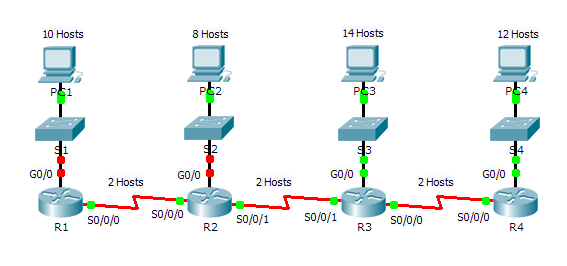 10 Hosts 8 Hosts 14 Hosts 12 Hosts
PC1 PC2 PC3 PC4
S1 S2 S3 S4
G0/0 G0/0 G0/0 G0/0
2 Hosts 2 Hosts 2 Hosts
S0/0/0 S0/0/0 S0/0/1 S0/0/1 S0/0/0 S0/0/0
R1 R2 R3 R4